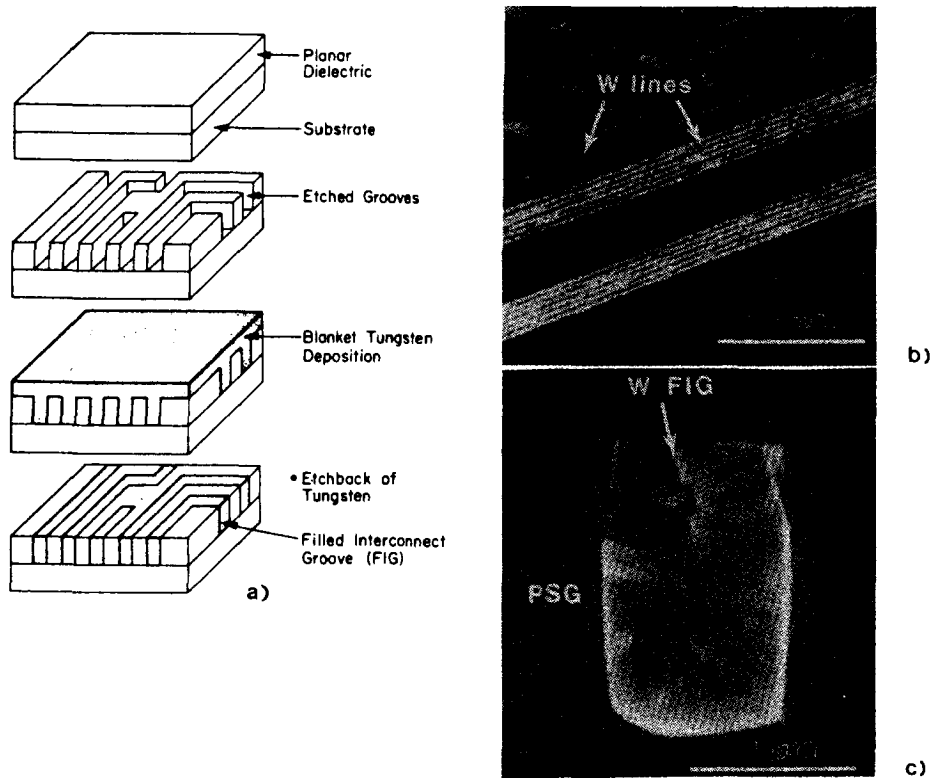 Planar
Dielectric
Substrate
Etched Grooves
Blanket Tungsten
Deposition
• Etchback of
Tungsten
Filled Interconnect
Groove (FIG)
a)
W lines
b)
W FIG
PSG
c)